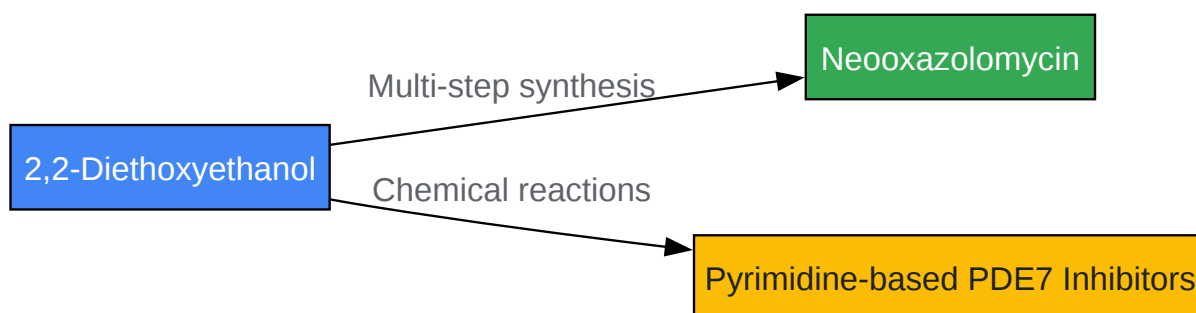 Neooxazolomycin
Multi-step synthesis
2,2-Diethoxyethanol
Chemical reactions
Pyrimidine-based PDE7 Inhibitors